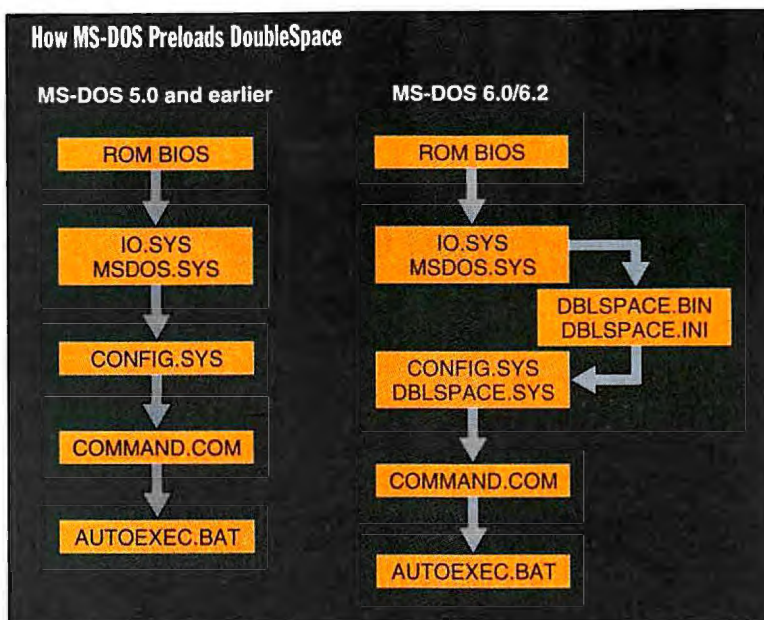 How MS-DOS Preloads DoubleSpace
MS-DOS 5.0 and earlier
ROM BIOS
IO.SYS
MSDOS.SYS
CONFIG.SYS
COMMAND.COM
AUTOEXEC.BAT
MS-DOS 6.0/6.2
ROM BIOS
IO.SYS
MSDOS.SYS
DBLSPACE.BIN
DBLSPACE.INI
CONFIG.SYS
DBLSPACE.SYS
COMMAND.COM
AUTOEXEC.BAT